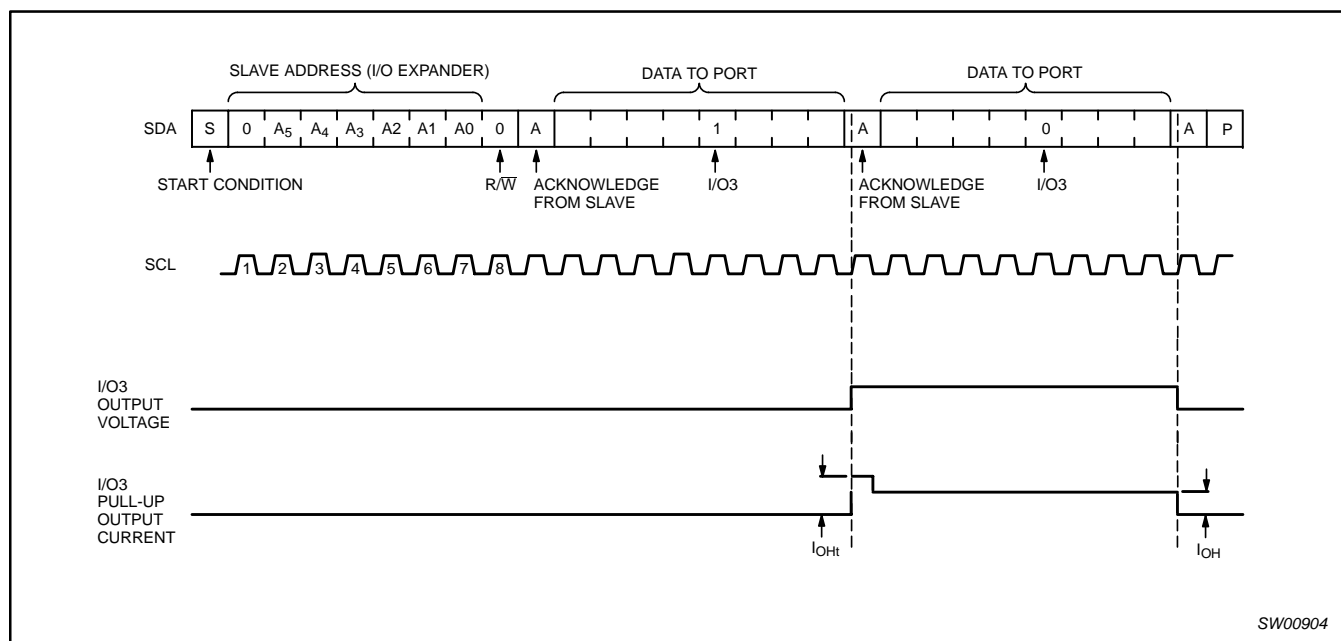 SLAVE ADDRESS (I/O EXPANDER)
DATA TO PORT
DATA TO PORT
SDA S 0 A5 A4 A3 A2 A1 A0 0 A 1 A 0 A P
START CONDITION
R/W̅
ACKNOWLEDGE
FROM SLAVE
I/O3
ACKNOWLEDGE
FROM SLAVE
I/O3
SCL 1 2 3 4 5 6 7 8
I/O3
OUTPUT
VOLTAGE
I/O3
PULL-UP
OUTPUT
CURRENT
IOHt
IOH
SW00904